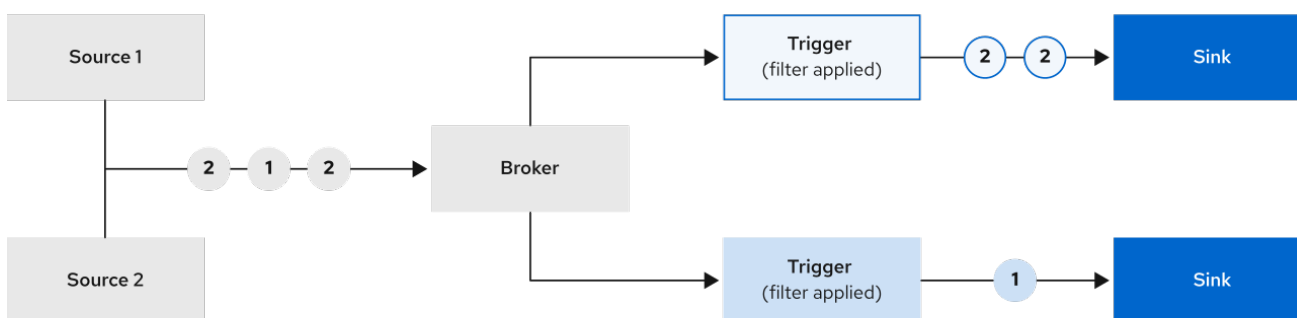 Source 1
2
1
2
Source 2
Broker
Trigger
(filter applied)
2
2
Sink
Trigger
(filter applied)
1
Sink